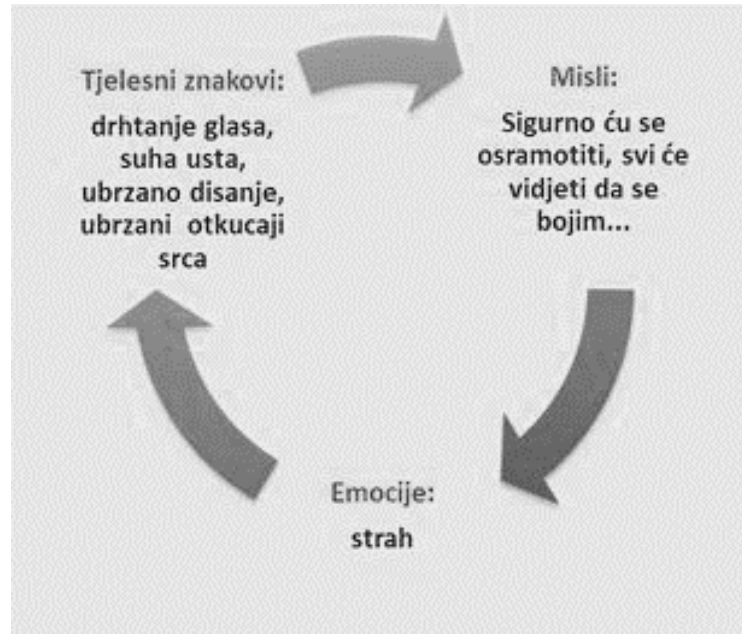 Tjelesni znakovi:
drhtanje glasa,
suha usta,
ubrzano disanje,
ubrzani otkucaji
srca
Misli:
Sigurno ću se
osramotiti, svi će
vidjeti da se
bojim...
Emocije:
strah